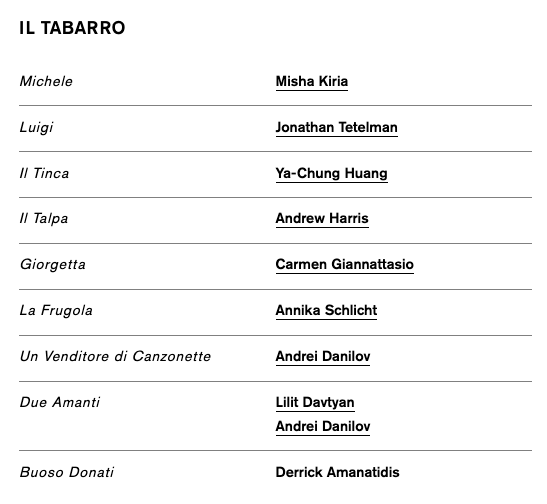 IL TABARRO
Michele Misha Kiria
Luigi Jonathan Tetelman
Il Tinca Ya-Chung Huang
Il Talpa Andrew Harris
Giorgetta Carmen Giannattasio
La Frugola Annika Schlicht
Un Venditore di Canzonette Andrei Danilov
Due Amanti Lilit Davtyan
Andrei Danilov
Buoso Donati Derrick Amanatidis